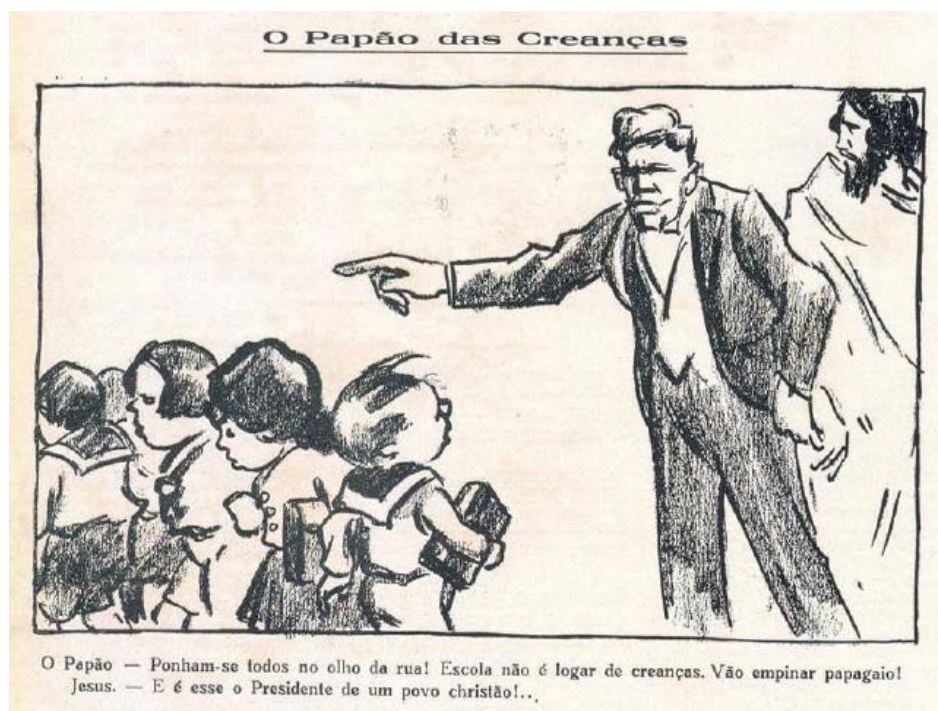 O Papão das Creanças
O Papão — Ponham-se todos no olho da rua! Escola não é logar de creanças. Vão empinar papagaio!
Jesus. — E é esse o Presidente de um povo christão!...